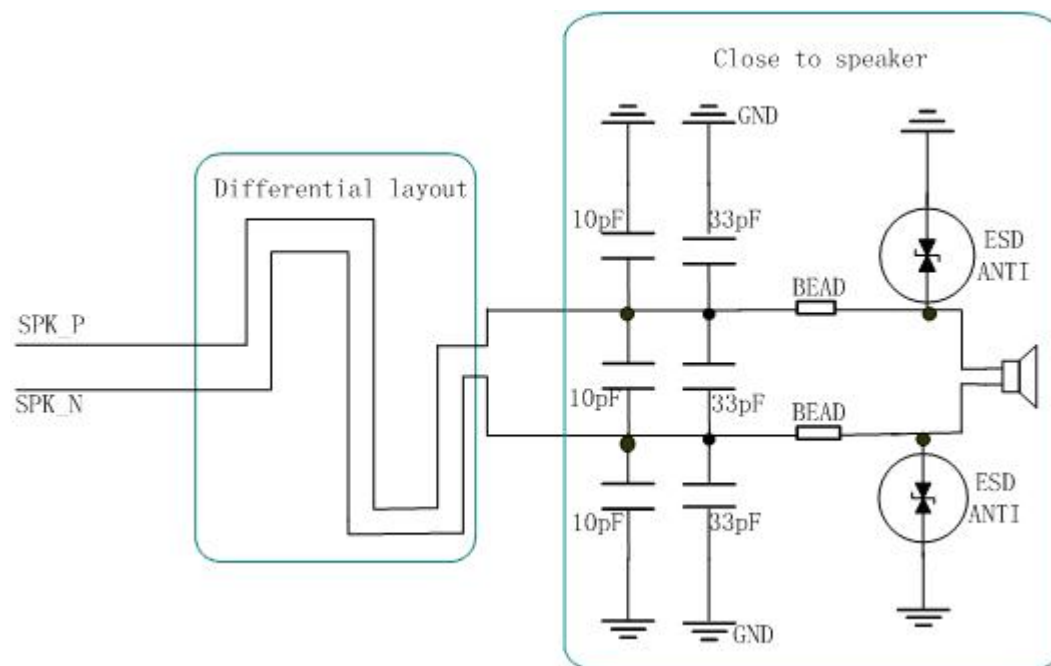 Close to speaker
GND
Differential layout
10pF
33pF
ESD
ANTI
BEAD
SPK_P
SPK_N
10pF
33pF
BEAD
ESD
ANTI
10pF
33pF
GND